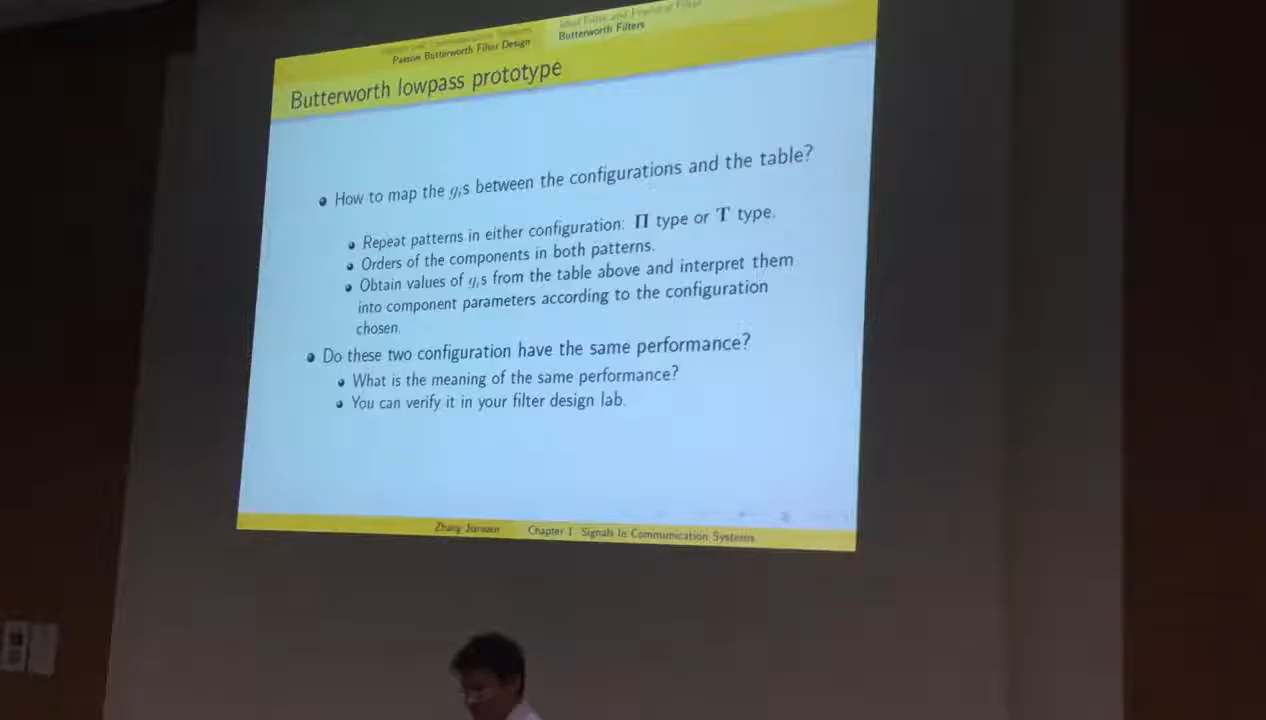 Passive Butterworth Filter Design
Butterworth Filters
Butterworth lowpass prototype
How to map the gᵢs between the configurations and the table?
Repeat patterns in either configuration: Π type or T type.
Orders of the components in both patterns.
Obtain values of gᵢs from the table above and interpret them
into component parameters according to the configuration
chosen.
Do these two configuration have the same performance?
What is the meaning of the same performance?
You can verify it in your filter design lab.
Zhang Chapter 1 Signals In Communication Systems